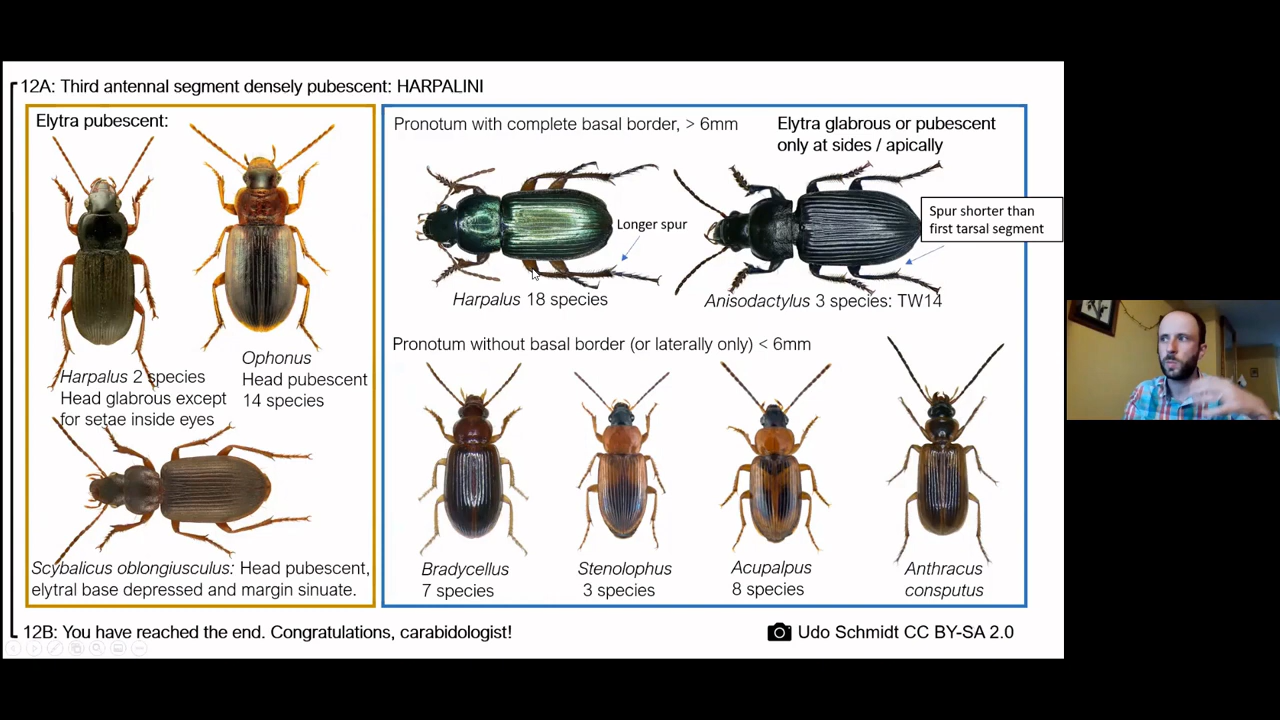 12A: Third antennal segment densely pubescent: HARPALINI
Elytra pubescent:
Harpalus 2 species
Head glabrous except
for setae inside eyes
Ophonus
Head pubescent
14 species
Scybalicus oblongiusculus: Head pubescent,
elytral base depressed and margin sinuate.
Pronotum with complete basal border, > 6mm
Elytra glabrous or pubescent
only at sides / apically
Longer spur
Spur shorter than
first tarsal segment
Harpalus 18 species
Anisodactylus 3 species: TW14
Pronotum without basal border (or laterally only) < 6mm
Bradycellus
7 species
Stenolophus
3 species
Acupalpus
8 species
Anthracus
consputus
12B: You have reached the end. Congratulations, carabidologist!
Udo Schmidt CC BY-SA 2.0